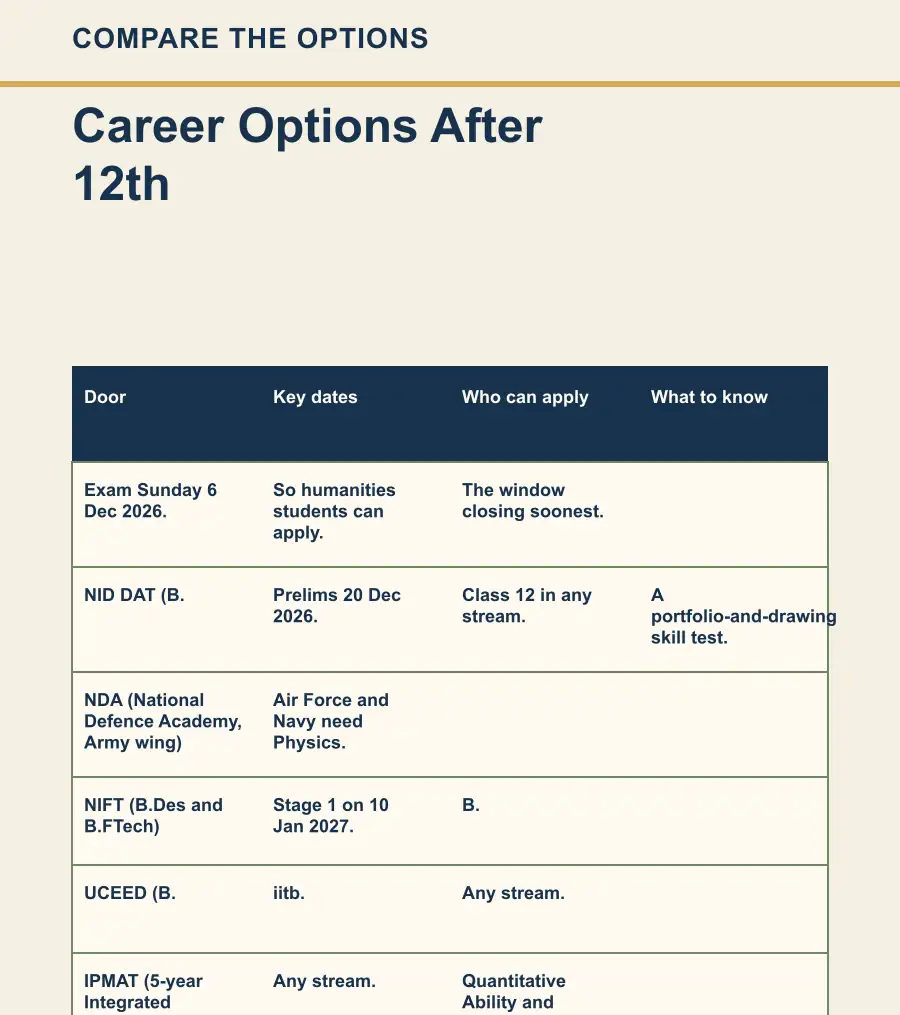 COMPARE THE OPTIONS
Career Options After
12th
Door
Key dates
Who can apply
What to know
Exam Sunday 6
Dec 2026.
So humanities
students can
apply.
The window
closing soonest.
NID DAT (B.
Prelims 20 Dec
2026.
Class 12 in any
stream.
A
portfolio-and-drawing
skill test.
NDA (National
Defence Academy,
Army wing)
Air Force and
Navy need
Physics.
NIFT (B.Des and
B.FTech)
Stage 1 on 10
Jan 2027.
B.
UCEED (B.
iitb.
Any stream.
IPMAT (5-year
Integrated
Any stream.
Quantitative
Ability and